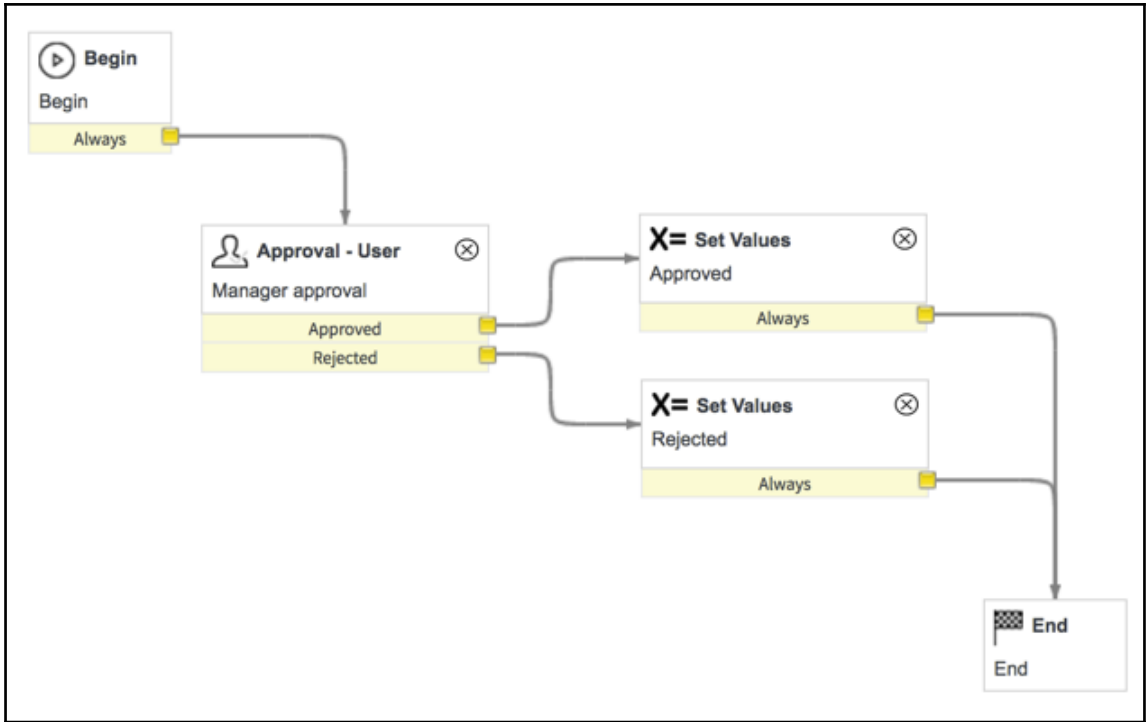 Begin
Begin
Always
Approval - User
Manager approval
Approved
Rejected
X= Set Values
Approved
Always
X= Set Values
Rejected
Always
End
End